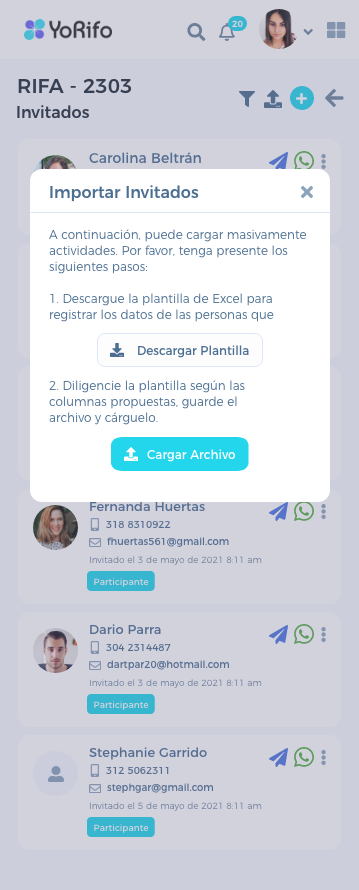 YoRifo
20
RIFA - 2303
Invitados
Carolina Beltrán
Importar Invitados
A continuación, puede cargar masivamente
actividades. Por favor, tenga presente los
siguientes pasos:
1. Descargue la plantilla de Excel para
registrar los datos de las personas que
Descargar Plantilla
2. Diligencie la plantilla según las
columnas propuestas, guarde el
archivo y cárguelo.
Cargar Archivo
Fernanda Huertas
318 8310922
fhuertas561@gmail.com
Invitado el 3 de mayo de 2021 8:11 am
Participante
Dario Parra
304 2314487
dartpar20@hotmail.com
Invitado el 3 de mayo de 2021 8:11 am
Participante
Stephanie Garrido
312 5062311
stephgar@gmail.com
Invitado el 5 de mayo de 2021 8:11 am
Participante